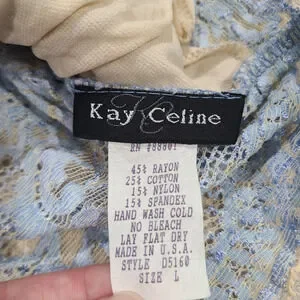 Kay Celine
RN #88801
45% RAYON
25% COTTON
15% NYLON
15% SPANDEX
HAND WASH COLD
NO BLEACH
LAY FLAT DRY
MADE IN U.S.A.
STYLE D5160
SIZE L